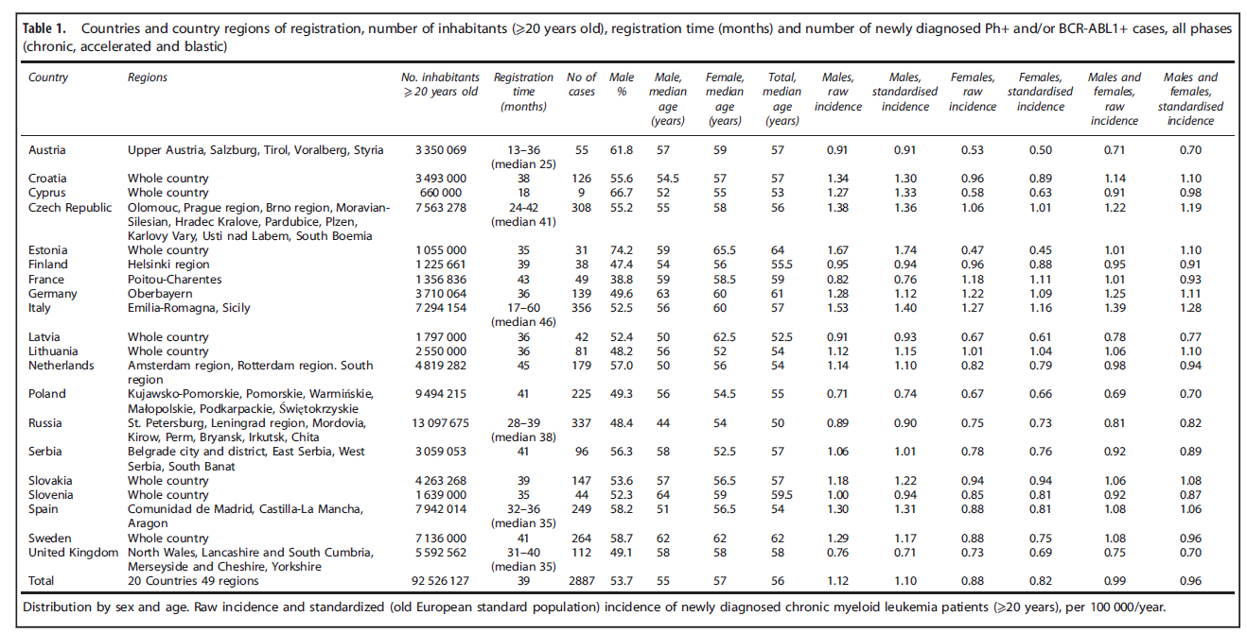 Table 1. Countries and country regions of registration, number of inhabitants (⩾20 years old), registration time (months) and number of newly diagnosed Ph+ and/or BCR-ABL1+ cases, all phases
(chronic, accelerated and blastic)
Country Regions No. inhabitants ⩾ 20 years old Registration time (months) No of cases Male % Male, median age (years) Female, median age (years) Total, median age (years) Males, raw incidence Males, standardised incidence Females, raw incidence Females, standardised incidence Males and females, raw incidence Males and females, standardised incidence
Austria Upper Austria, Salzburg, Tirol, Voralberg, Styria 3 350 069 13–36 55 61.8 57 59 57 0.91 0.91 0.53 0.50 0.71 0.70
(median 25)
Croatia Whole country 3 493 000 38 126 55.6 54.5 57 57 1.34 1.30 0.96 0.89 1.14 1.10
Cyprus Whole country 660 000 18 9 66.7 52 55 53 1.27 1.33 0.58 0.63 0.91 0.98
Czech Republic Olomouc, Prague region, Brno region, Moravian- 7 563 278 24-42 308 55.2 55 58 56 1.38 1.36 1.06 1.01 1.22 1.19
Silesian, Hradec Kralove, Pardubice, Plzen, (median 41)
Karlovy Vary, Usti nad Labem, South Boemia
Estonia Whole country 1 055 000 35 31 74.2 59 65.5 64 1.67 1.74 0.47 0.45 1.01 1.10
Finland Helsinki region 1 225 661 39 38 47.4 54 56 55.5 0.95 0.94 0.96 0.88 0.95 0.91
France Poitou-Charentes 1 356 836 43 49 38.8 59 58.5 59 0.82 0.76 1.18 1.11 1.01 0.93
Germany Oberbayern 3 710 064 36 139 49.6 63 60 61 1.28 1.12 1.22 1.09 1.25 1.11
Italy Emilia-Romagna, Sicily 7 294 154 17–60 356 52.5 56 60 57 1.53 1.40 1.27 1.16 1.39 1.28
(median 46)
Latvia Whole country 1 797 000 36 42 52.4 50 62.5 52.5 0.91 0.93 0.67 0.61 0.78 0.77
Lithuania Whole country 2 550 000 36 81 48.2 56 52 54 1.12 1.15 1.01 1.04 1.06 1.10
Netherlands Amsterdam region, Rotterdam region. South 4 819 282 45 179 57.0 50 56 54 1.14 1.10 0.82 0.79 0.98 0.94
region
Poland Kujawsko-Pomorskie, Pomorskie, Warmińskie, 9 494 215 41 225 49.3 56 54.5 55 0.71 0.74 0.67 0.66 0.69 0.70
Małopolskie, Podkarpackie, Świętokrzyskie
Russia St. Petersburg, Leningrad region, Mordovia, 13 097 675 28–39 337 48.4 44 54 50 0.89 0.90 0.75 0.73 0.81 0.82
Kirow, Perm, Bryansk, Irkutsk, Chita (median 38)
Serbia Belgrade city and district, East Serbia, West 3 059 053 41 96 56.3 58 52.5 57 1.06 1.01 0.78 0.76 0.92 0.89
Serbia, South Banat
Slovakia Whole country 4 263 268 39 147 53.6 57 56.5 57 1.18 1.22 0.94 0.94 1.06 1.08
Slovenia Whole country 1 639 000 35 44 52.3 64 59 59.5 1.00 0.94 0.85 0.81 0.92 0.87
Spain Comunidad de Madrid, Castilla-La Mancha, 7 942 014 32–36 249 58.2 51 56.5 54 1.30 1.31 0.88 0.81 1.08 1.06
Aragon (median 35)
Sweden Whole country 7 136 000 41 264 58.7 62 62 62 1.29 1.17 0.88 0.75 1.08 0.96
United Kingdom North Wales, Lancashire and South Cumbria, 5 592 562 31–40 112 49.1 58 58 58 0.76 0.71 0.73 0.69 0.75 0.70
Merseyside and Cheshire, Yorkshire (median 35)
Total 20 Countries 49 regions 92 526 127 39 2887 53.7 55 57 56 1.12 1.10 0.88 0.82 0.99 0.96
Distribution by sex and age. Raw incidence and standardized (old European standard population) incidence of newly diagnosed chronic myeloid leukemia patients (⩾20 years), per 100 000/year.